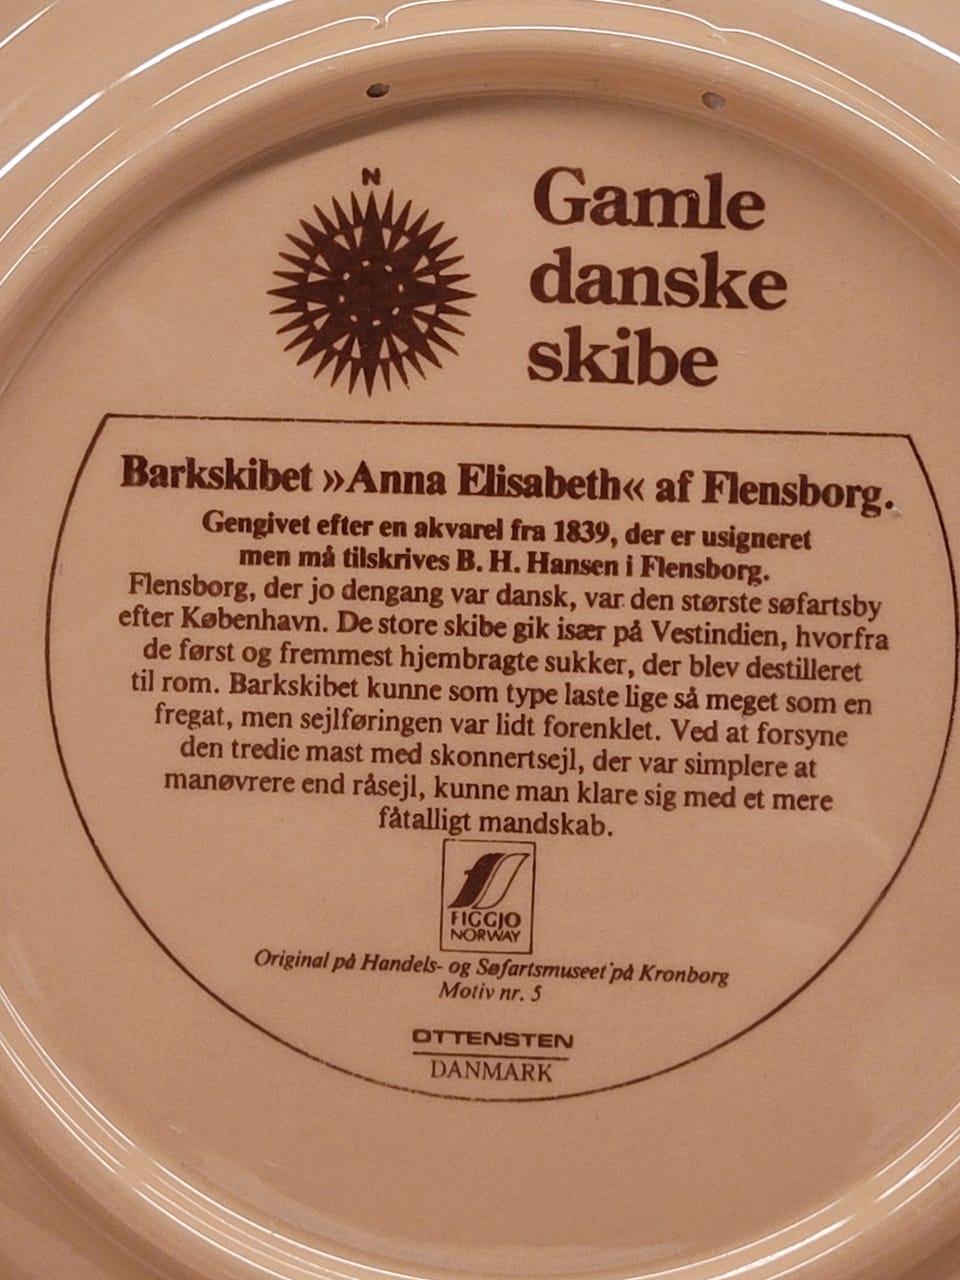 N
Gamle
danske
skibe
Barkskibet »Anna Elisabeth« af Flensborg.
Gengivet efter en akvarel fra 1839, der er usigneret
men må tilskrives B. H. Hansen i Flensborg.
Flensborg, der jo dengang var dansk, var den største søfartsby
efter København. De store skibe gik især på Vestindien, hvorfra
de først og fremmest hjembragte sukker, der blev destilleret
til rom. Barkskibet kunne som type laste lige så meget som en
fregat, men sejlføringen var lidt forenklet. Ved at forsyne
den tredie mast med skonnertsejl, der var simplere at
manøvrere end råsejl, kunne man klare sig med et mere
fåtalligt mandskab.
FIGGJO
NORWAY
Original på Handels- og Søfartsmuseet på Kronborg
Motiv nr. 5
OTTENSTEN
DANMARK